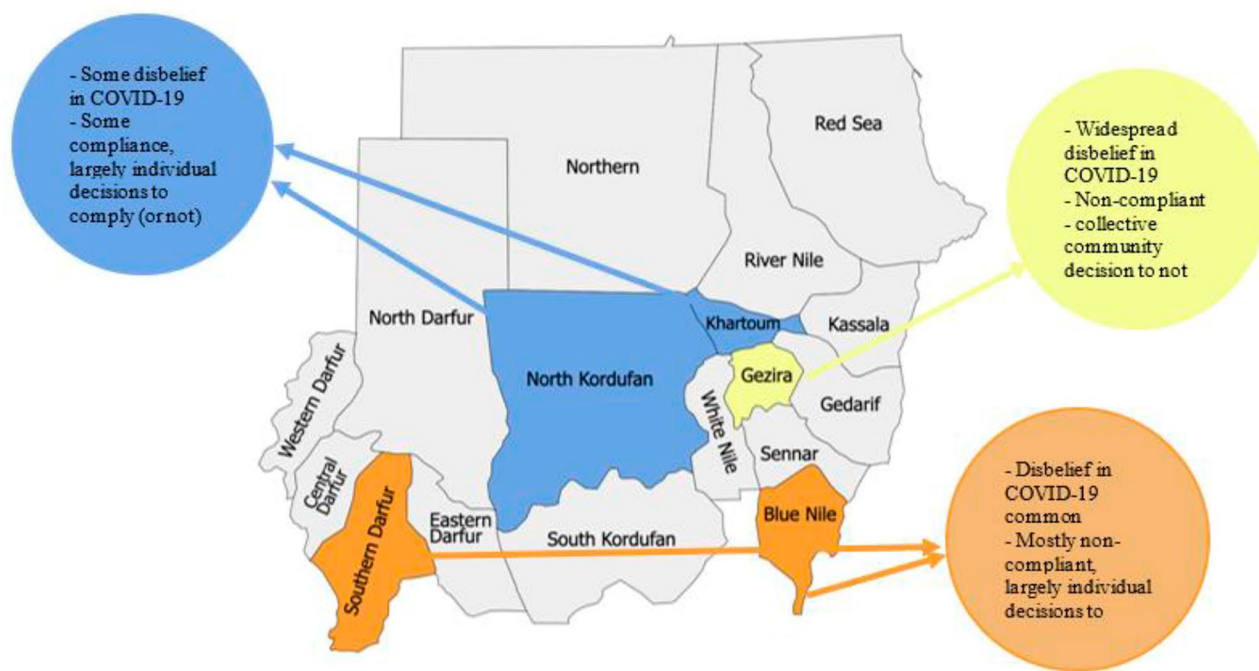 - Some disbelief
in COVID-19
- Some
compliance,
largely individual
decisions to
comply (or not)
- Widespread
disbelief in
COVID-19
- Non-compliant
- collective
community
decision to not
Red Sea
Northern
River Nile
North Darfur
Khartoum
Kassala
Western Darfur
North Kordufan
Gezira
Gedarif
White Nile
Central
Darfur
Sennar
Southern Darfur
Eastern
Darfur
South Kordufan
Blue Nile
- Disbelief in
COVID-19
common
- Mostly non-
compliant,
largely individual
decisions to